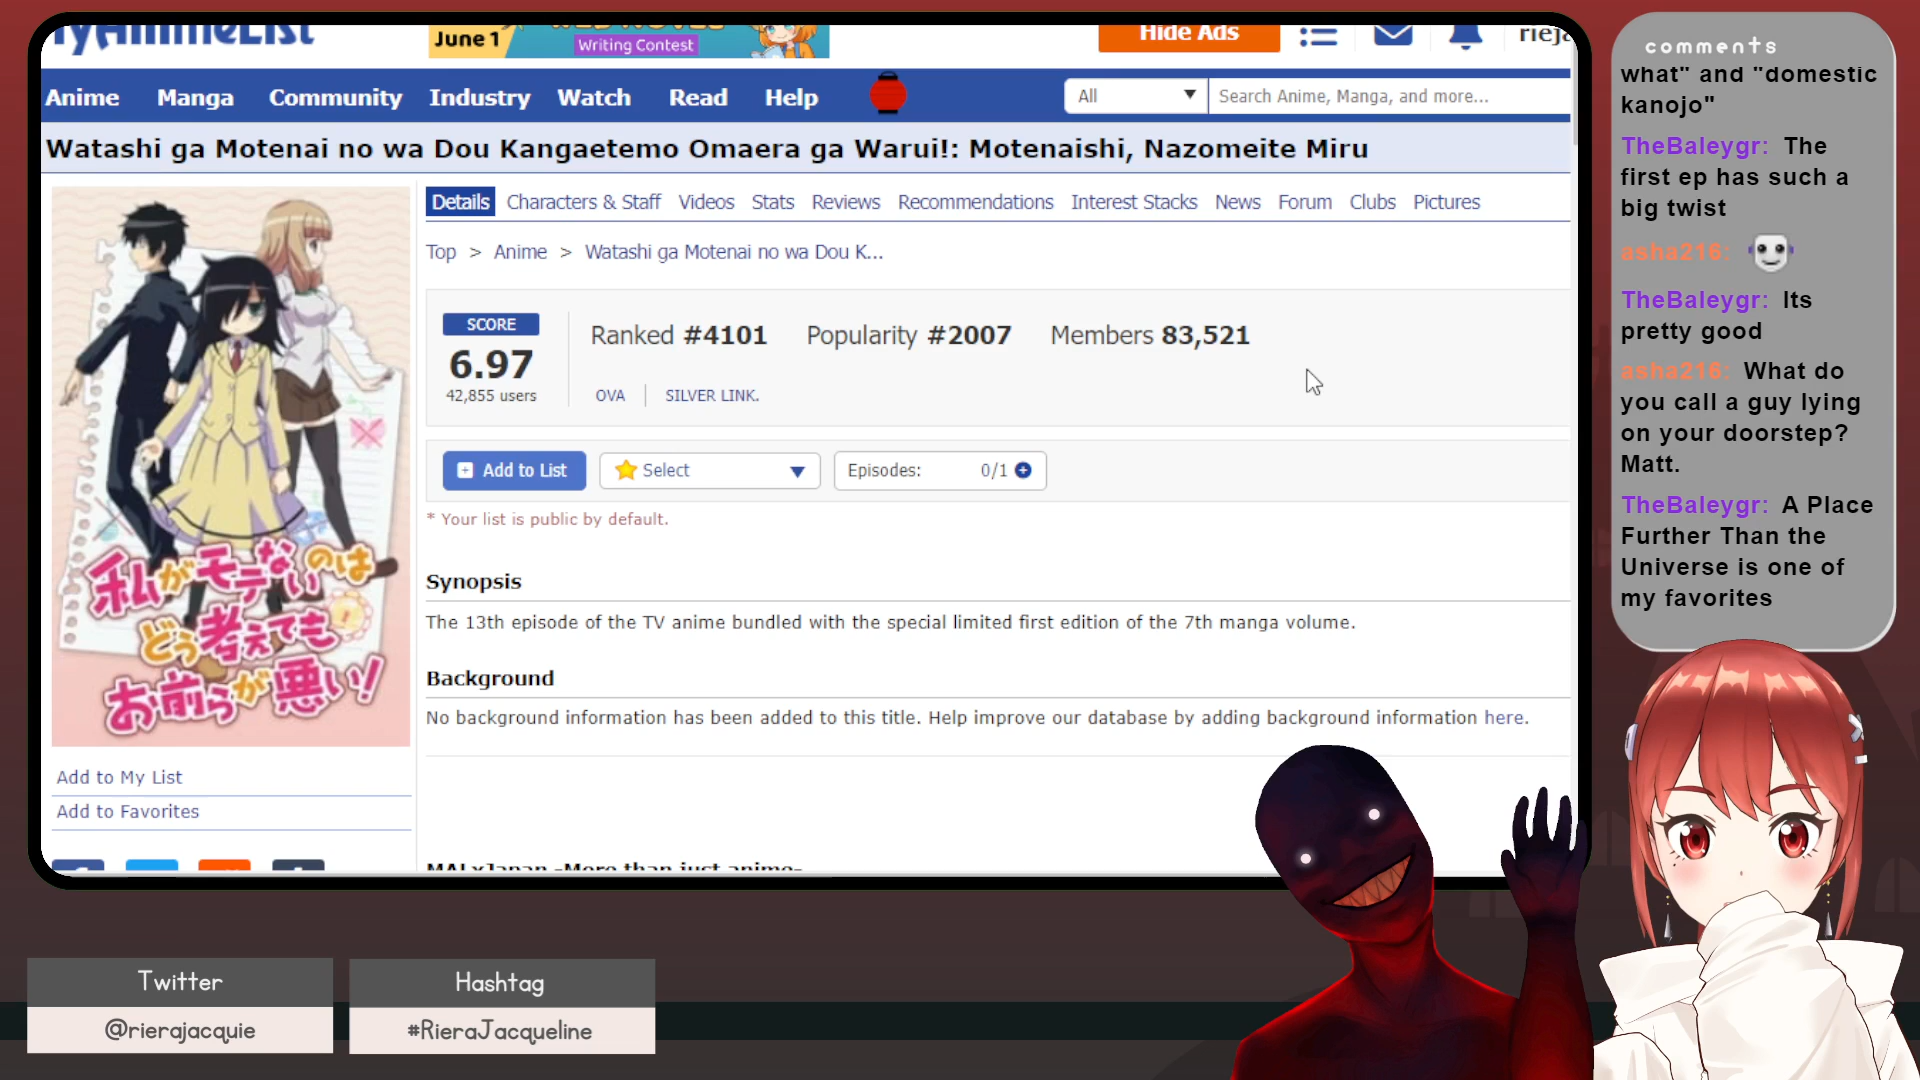 MyAnimeList
June 1
Writing Contest
Hide Ads
Anime Manga Community Industry Watch Read Help
All
Search Anime, Manga, and more...
Watashi ga Motenai no wa Dou Kangaetemo Omaera ga Warui!: Motenaishi, Nazomeite Miru
Details Characters & Staff Videos Stats Reviews Recommendations Interest Stacks News Forum Clubs Pictures
Top > Anime > Watashi ga Motenai no wa Dou K...
SCORE
6.97
42,855 users
Ranked #4101 Popularity #2007 Members 83,521
OVA SILVER LINK.
Add to List
Select
Episodes: 0/1
* Your list is public by default.
Synopsis
The 13th episode of the TV anime bundled with the special limited first edition of the 7th manga volume.
Background
No background information has been added to this title. Help improve our database by adding background information here.
MALxJapan -More than just anime-
私がモテないのは
どう考えても
お前らが悪い!
Add to My List
Add to Favorites
comments
what" and "domestic
kanojo"
TheBaleygr: The
first ep has such a
big twist
asha216:
TheBaleygr: Its
pretty good
asha216: What do
you call a guy lying
on your doorstep?
Matt.
TheBaleygr: A Place
Further Than the
Universe is one of
my favorites
Twitter
@rierajacquie
Hashtag
#RieraJacqueline